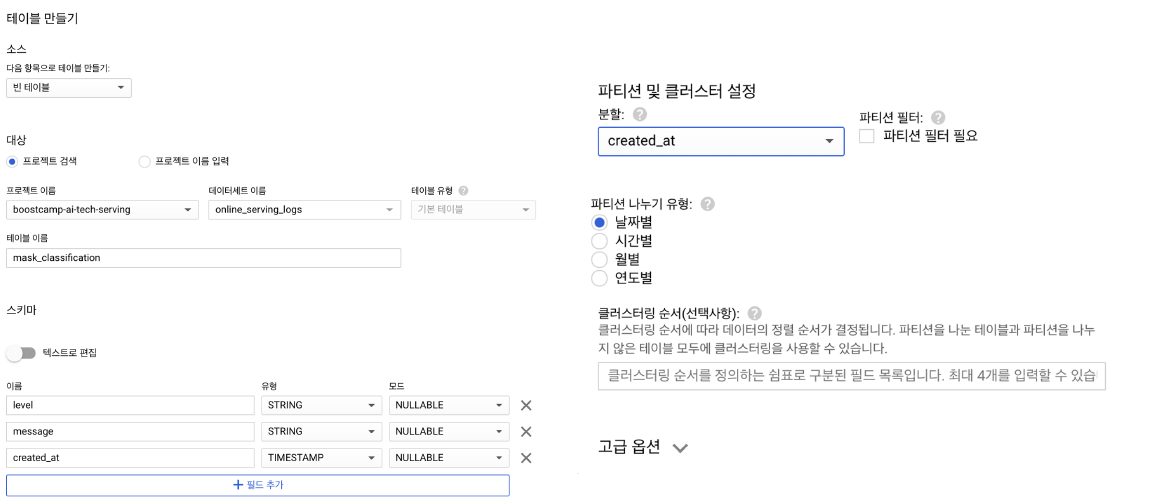 테이블 만들기
소스
다음 항목으로 테이블 만들기:
빈 테이블
대상
프로젝트 검색 프로젝트 이름 입력
프로젝트 이름 데이터세트 이름 테이블 유형
boostcamp-ai-tech-serving online_serving_logs 기본 테이블
테이블 이름
mask_classification
스키마
텍스트로 편집
이름 유형 모드
level STRING NULLABLE
message STRING NULLABLE
created_at TIMESTAMP NULLABLE
+ 필드 추가
파티션 및 클러스터 설정
분할: 파티션 필터:
created_at 파티션 필터 필요
파티션 나누기 유형:
날짜별
시간별
월별
연도별
클러스터링 순서(선택사항):
클러스터링 순서에 따라 데이터의 정렬 순서가 결정됩니다. 파티션을 나눈 테이블과 파티션을 나누
지 않은 테이블 모두에 클러스터링을 사용할 수 있습니다.
클러스터링 순서를 정의하는 쉼표로 구분된 필드 목록입니다. 최대 4개를 입력할 수 있습
고급 옵션